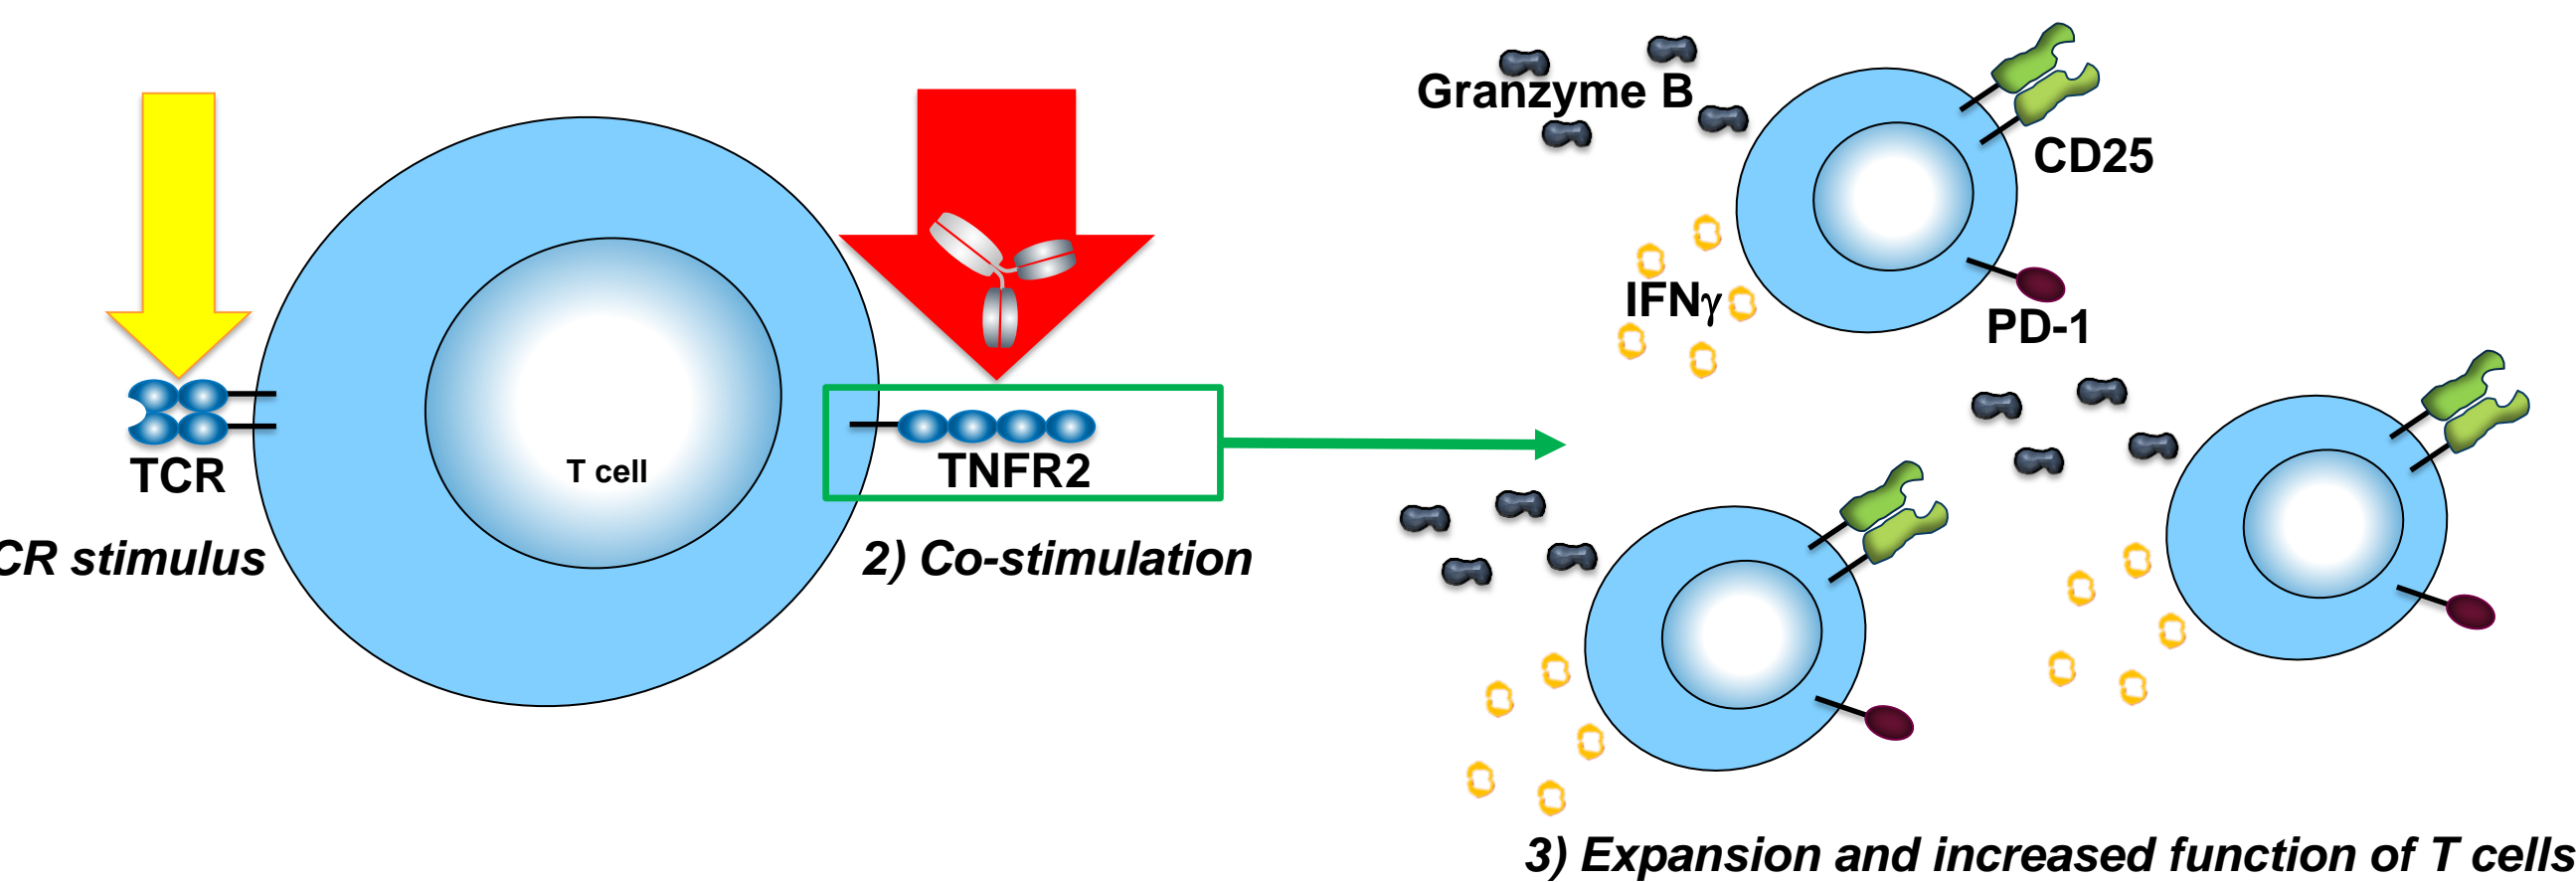 Granzyme B
CD25
IFNγ
PD-1
TCR
T cell
TNFR2
CR stimulus
2) Co-stimulation
3) Expansion and increased function of T cells